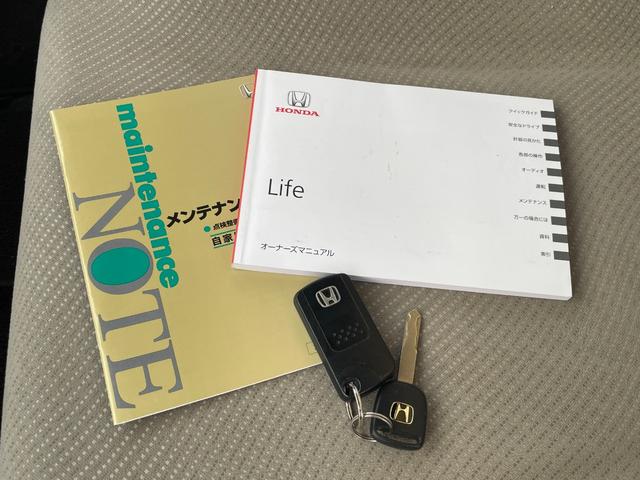 maintenance
NOTE
メンテナン
点検整備
自家
HONDA
Life
オーナーズマニュアル
クイックガイド
安全なドライブ
計器の見かた
各部の操作
オーディオ
運転
メンテナンス
万一の場合には
資料
索引